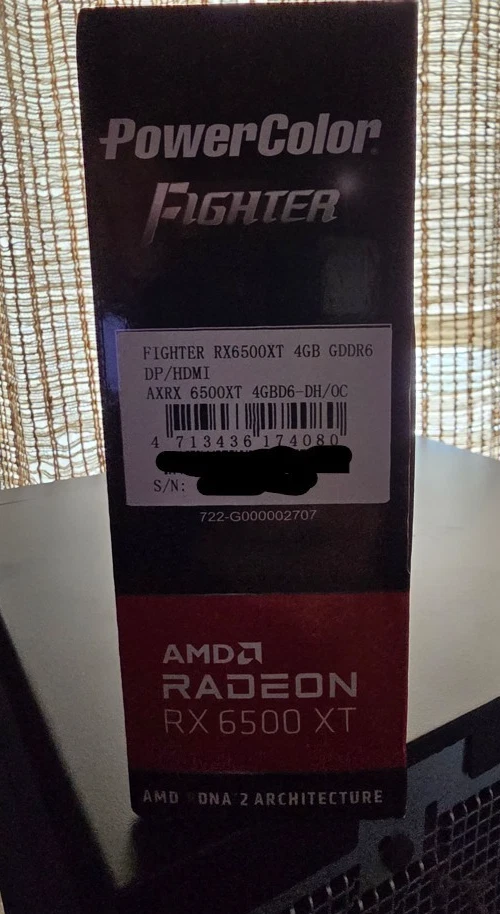 PowerColor
FIGHTER
FIGHTER RX6500XT 4GB GDDR6
DP/HDMI
AXRX 6500XT 4GBD6-DH/OC
4 713436 174080
S/N:
722-G000002707
AMD
RADEON
RX 6500 XT
AMD RDNA 2 ARCHITECTURE